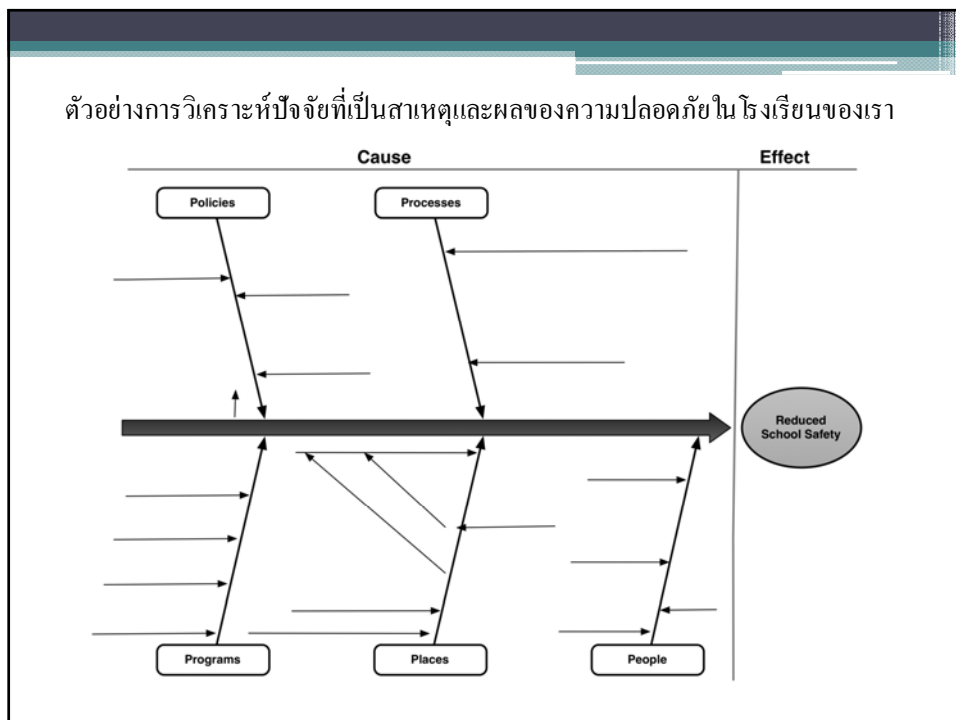 ตัวอย่างการวิเคราะห์ปัจจัยที่เป็นสาเหตุและผลของความปลอดภัยในโรงเรียนของเรา
Cause
Effect
Policies
Processes
Reduced
School Safety
Programs
Places
People